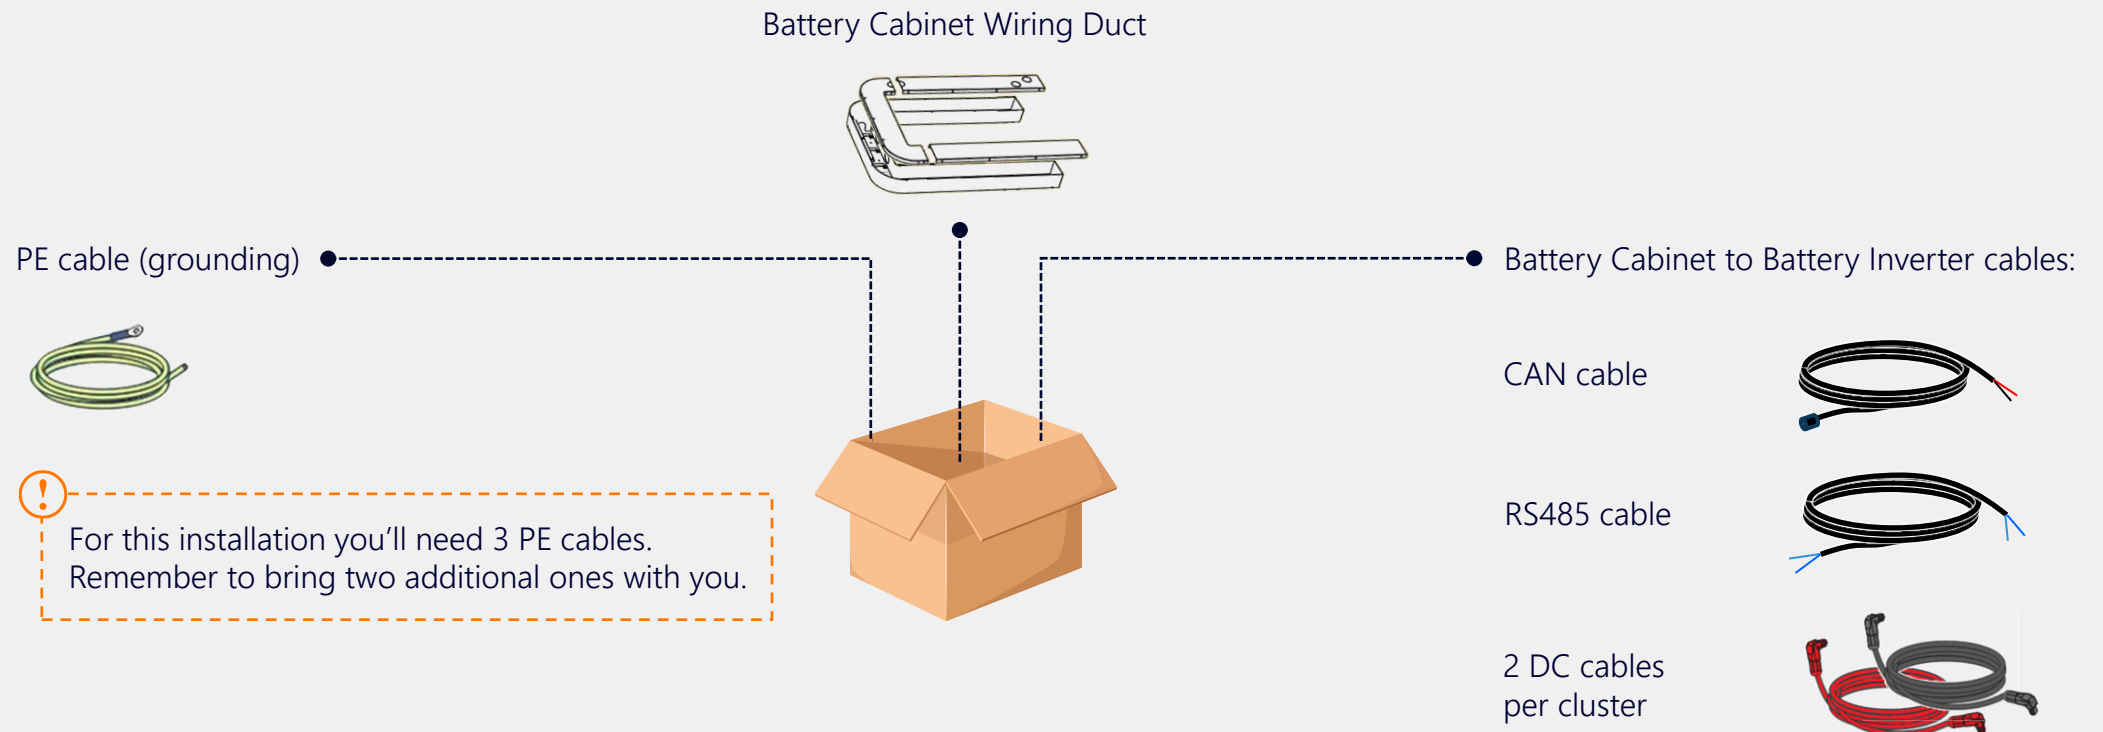 Battery Cabinet Wiring Duct
PE cable (grounding)
Battery Cabinet to Battery Inverter cables:
CAN cable
RS485 cable
!
For this installation you’ll need 3 PE cables.
Remember to bring two additional ones with you.
2 DC cables
per cluster